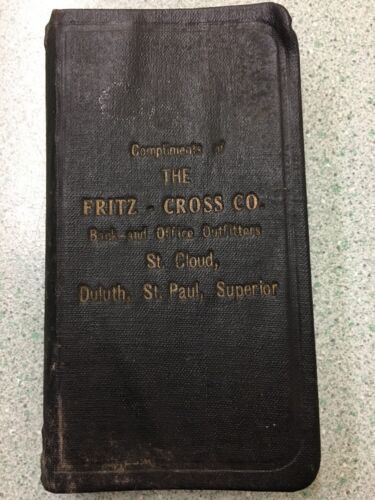 Compliments of
THE
FRITZ - CROSS CO.
Bank and Office Outfitters
St. Cloud,
Duluth, St. Paul, Superior